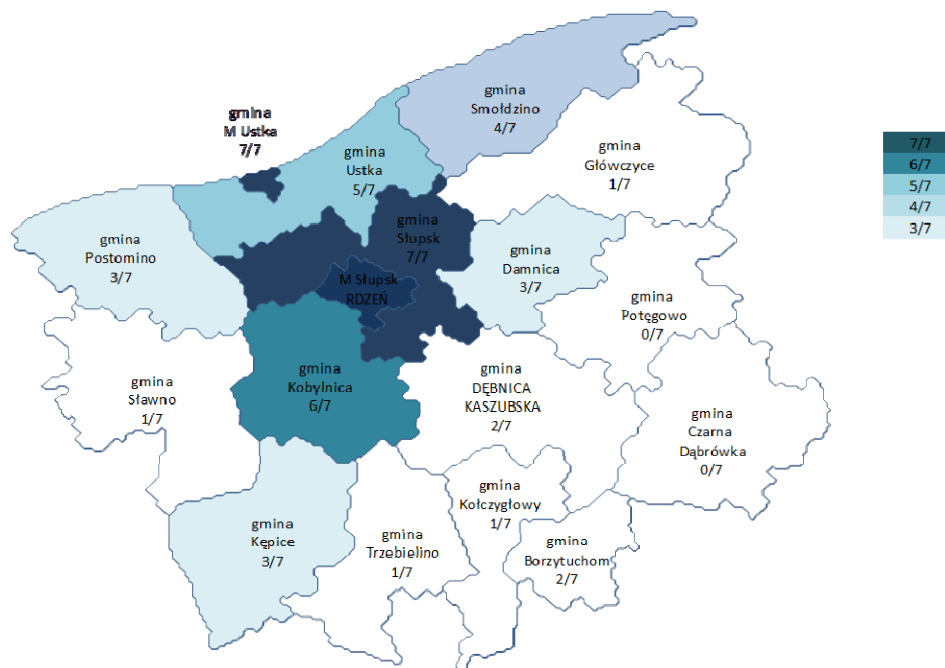 gmina
Smołdzino
4/7
gmina
M Ustka
7/7
gmina
Ustka
5/7
gmina
Główczyce
1/7
7/7
6/7
5/7
4/7
3/7
gmina
Słupsk
7/7
gmina
Postomino
3/7
gmina
Damnica
3/7
M Słupsk
RDZEŃ
gmina
Potęgowo
0/7
gmina
Kobylnica
6/7
gmina
DĘBNICA
KASZUBSKA
2/7
gmina
Sławno
1/7
gmina
Czarna
Dąbrówka
0/7
gmina
Kołczygłowy
1/7
gmina
Kępice
3/7
gmina
Trzebielino
1/7
gmina
Borzytuchom
2/7